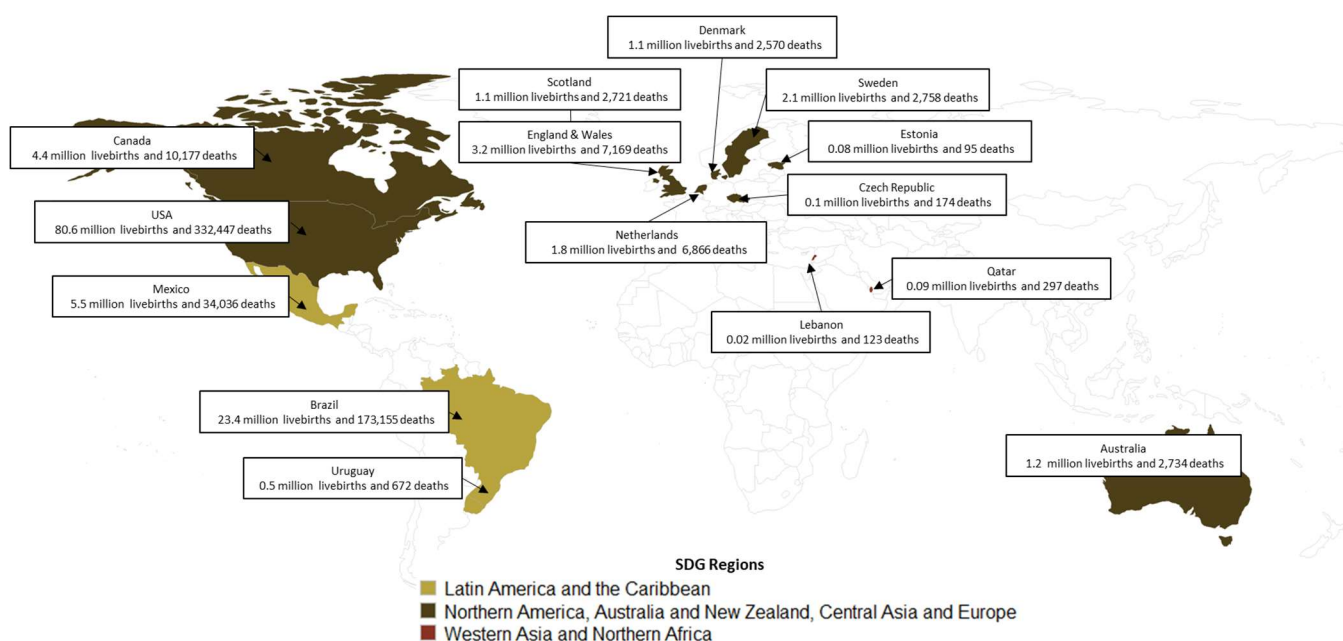 Denmark
1.1 million livebirths and 2,570 deaths
Scotland
1.1 million livebirths and 2,721 deaths
Sweden
2.1 million livebirths and 2,758 deaths
Canada
4.4 million livebirths and 10,177 deaths
England & Wales
3.2 million livebirths and 7,169 deaths
Estonia
0.08 million livebirths and 95 deaths
Czech Republic
0.1 million livebirths and 174 deaths
USA
80.6 million livebirths and 332,447 deaths
Netherlands
1.8 million livebirths and 6,866 deaths
Mexico
5.5 million livebirths and 34,036 deaths
Qatar
0.09 million livebirths and 297 deaths
Lebanon
0.02 million livebirths and 123 deaths
Brazil
23.4 million livebirths and 173,155 deaths
Australia
1.2 million livebirths and 2,734 deaths
Uruguay
0.5 million livebirths and 672 deaths
SDG Regions
Latin America and the Caribbean
Northern America, Australia and New Zealand, Central Asia and Europe
Western Asia and Northern Africa